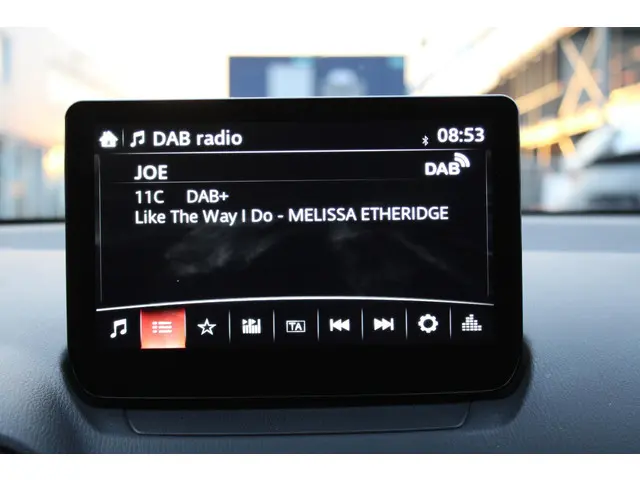 DAB radio 08:53
JOE DAB
11C DAB+
Like The Way I Do - MELISSA ETHERIDGE
TA